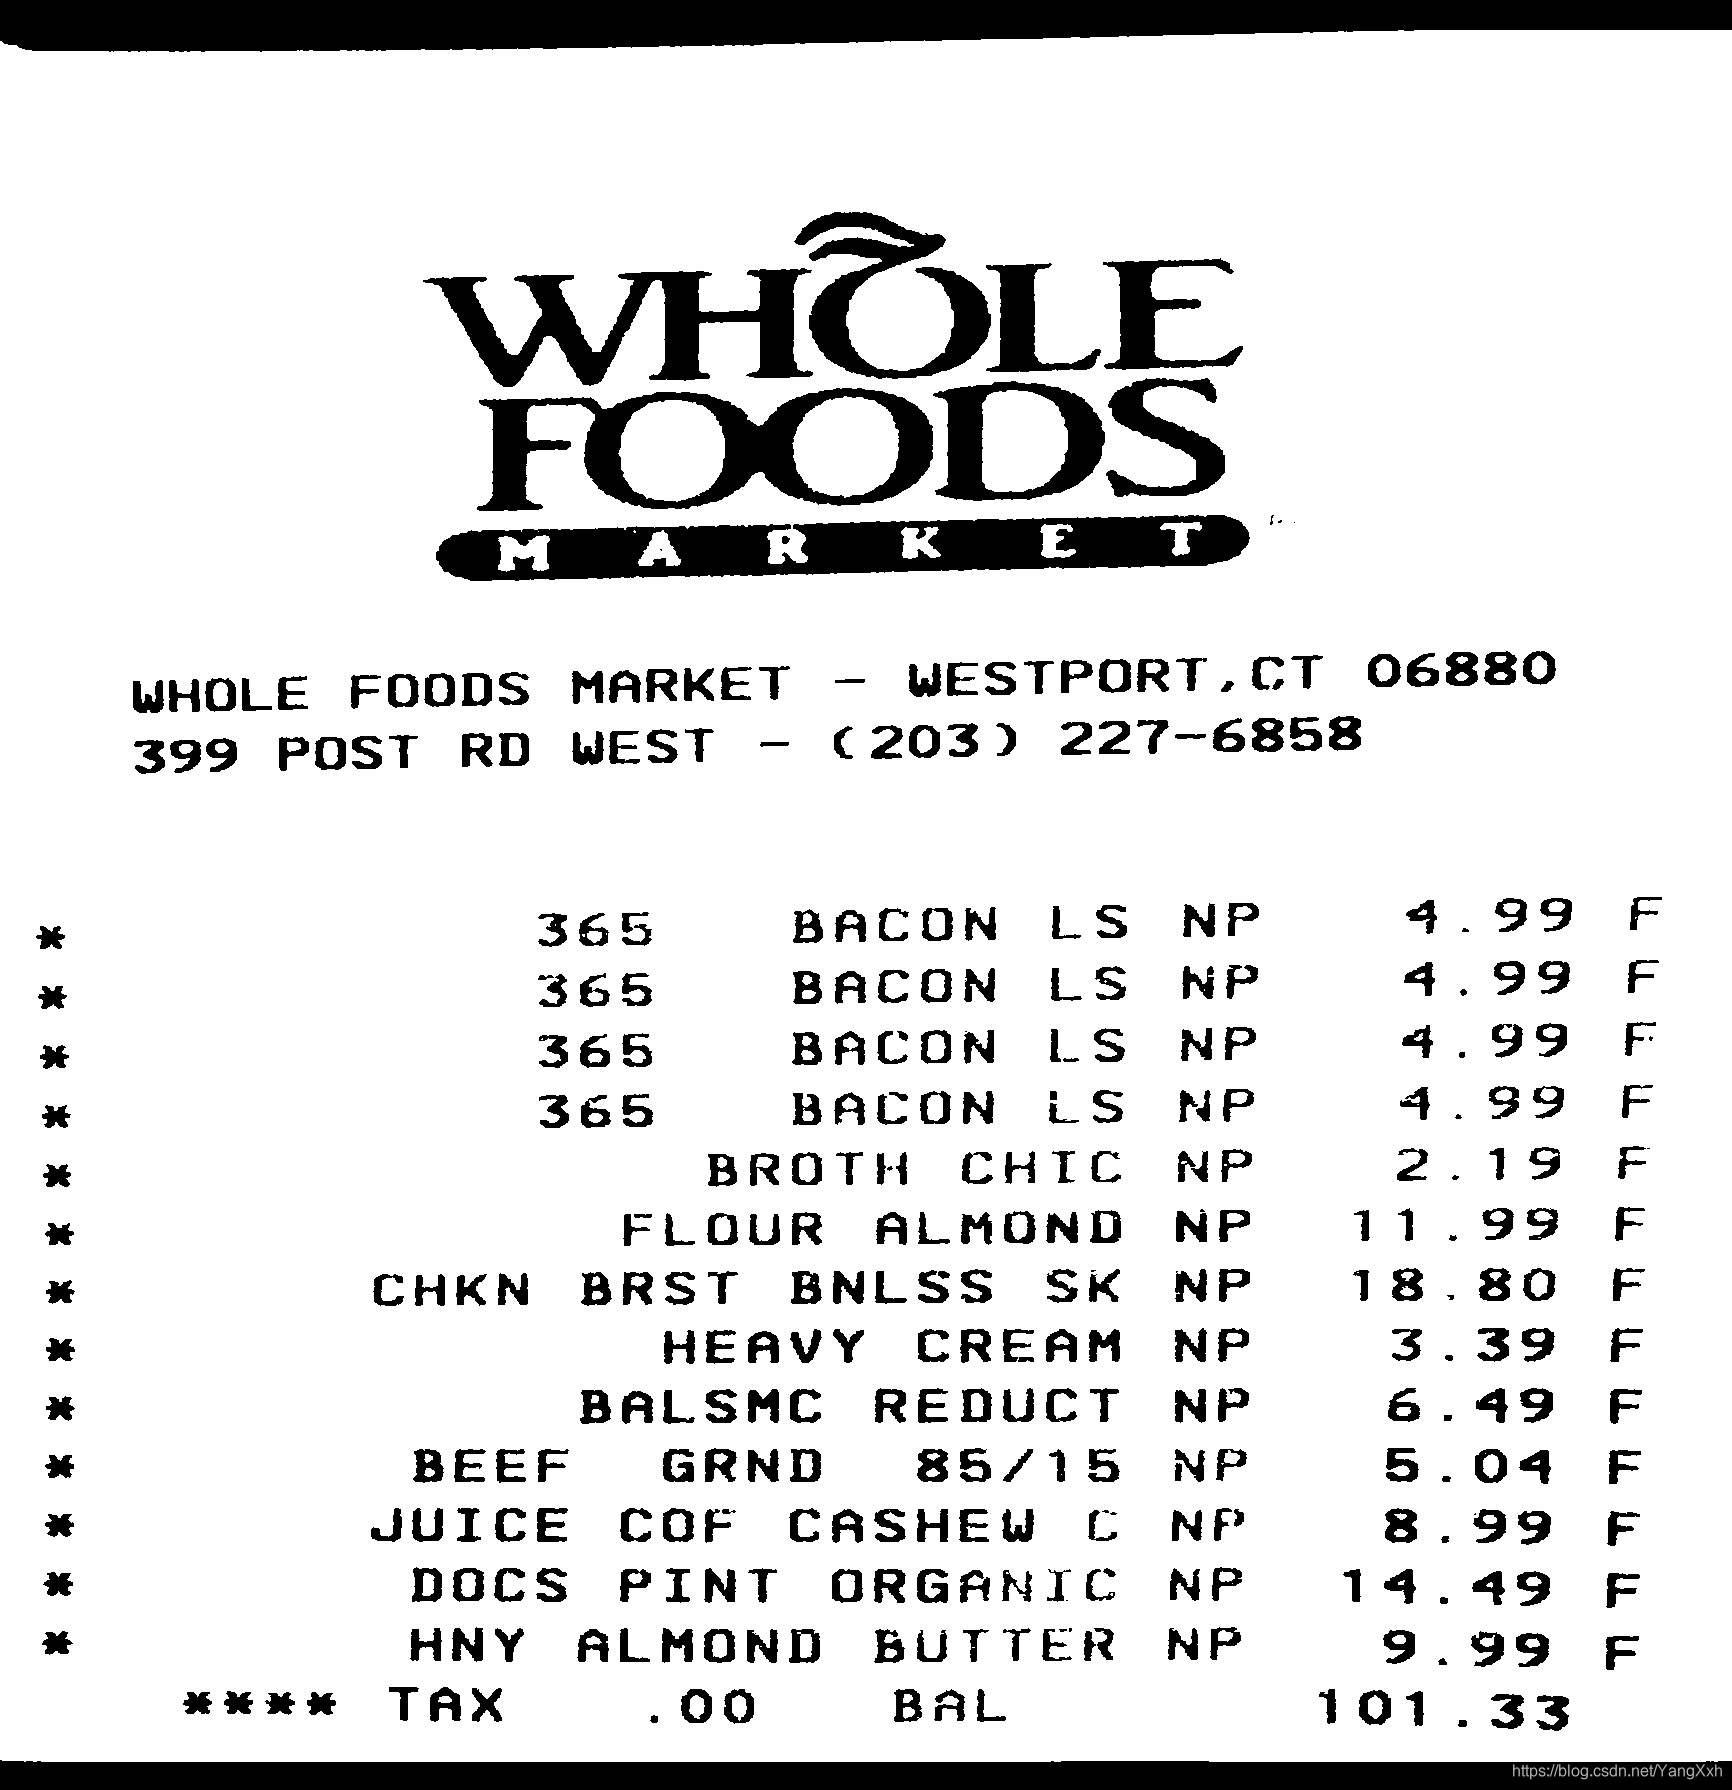 WHOLE
FOODS
MARKET
WHOLE FOODS MARKET - WESTPORT,CT 06880
399 POST RD WEST - (203) 227-6858
* 365 BACON LS NP 4.99 F
* 365 BACON LS NP 4.99 F
* 365 BACON LS NP 4.99 F
* 365 BACON LS NP 4.99 F
* BROTH CHIC NP 2.19 F
* FLOUR ALMOND NP 11.99 F
* CHKN BRST BNLSS SK NP 18.80 F
* HEAVY CREAM NP 3.39 F
* BALSMC REDUCT NP 6.49 F
* BEEF GRND 85/15 NP 5.04 F
* JUICE COF CASHEW C NP 8.99 F
* DOCS PINT ORGANIC NP 14.49 F
* HNY ALMOND BUTTER NP 9.99 F
**** TAX .00 BAL 101.33
https://blog.csdn.net/YangXxh